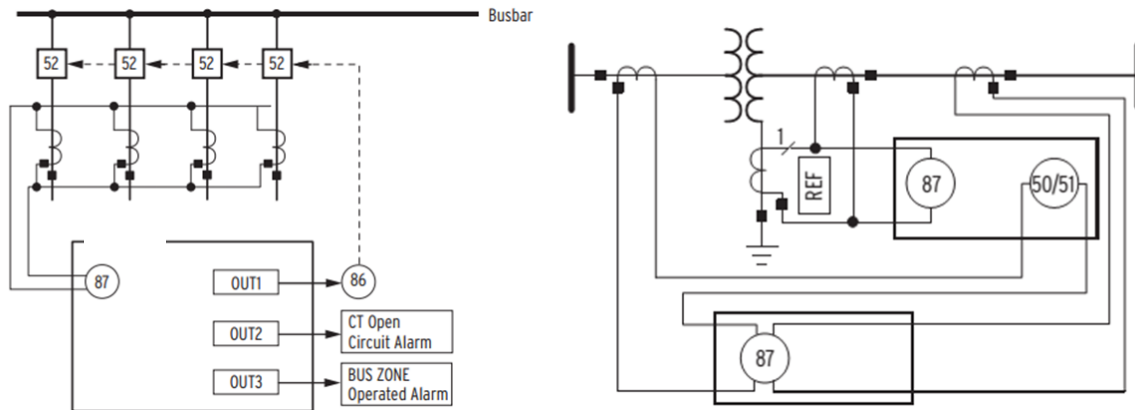 Busbar
52
52
52
52
87
OUT1
86
OUT2
CT Open
Circuit Alarm
OUT3
BUS ZONE
Operated Alarm
1
REF
87
50/51
87